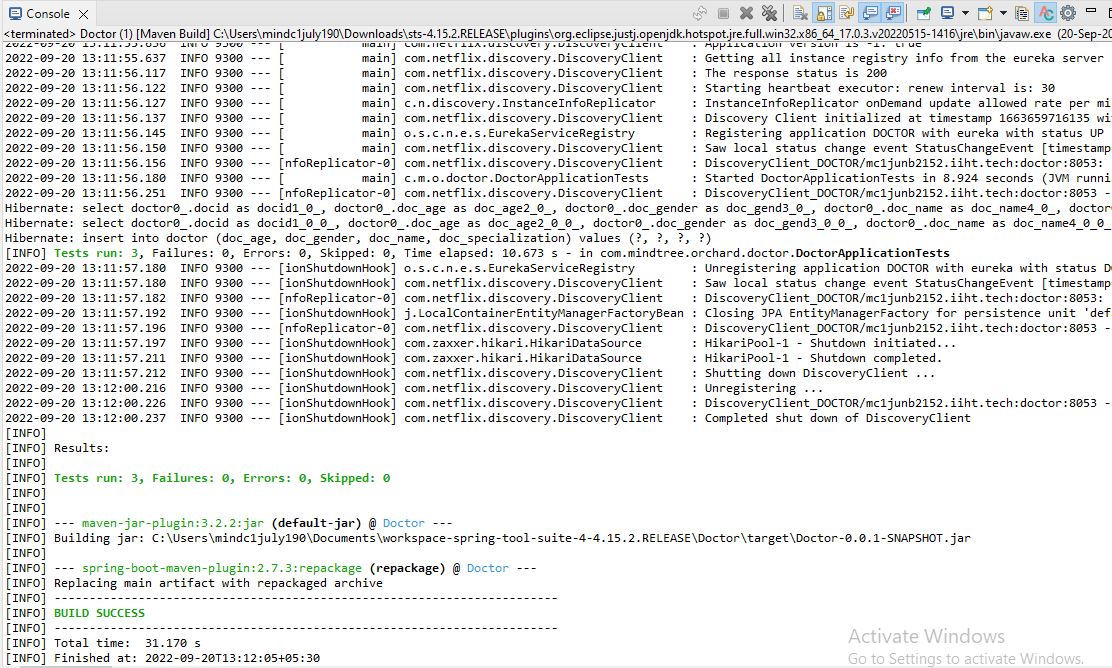 Console
<terminated> Doctor (1) [Maven Build] C:\Users\mindc1july190\Downloads\sts-4.15.2.RELEASE\plugins\org.eclipse.justj.openjdk.hotspot.jre.full.win32.x86_64_17.0.3.v20220515-1416\jre\bin\javaw.exe (20-Sep-20
2022-09-20 13:11:55.636 INFO 9300 --- [ main] com.netflix.discovery.DiscoveryClient : Application version is -1: true
2022-09-20 13:11:55.637 INFO 9300 --- [ main] com.netflix.discovery.DiscoveryClient : Getting all instance registry info from the eureka server
2022-09-20 13:11:56.117 INFO 9300 --- [ main] com.netflix.discovery.DiscoveryClient : The response status is 200
2022-09-20 13:11:56.122 INFO 9300 --- [ main] com.netflix.discovery.DiscoveryClient : Starting heartbeat executor: renew interval is: 30
2022-09-20 13:11:56.127 INFO 9300 --- [ main] c.n.discovery.InstanceInfoReplicator : InstanceInfoReplicator onDemand update allowed rate per mi
2022-09-20 13:11:56.137 INFO 9300 --- [ main] com.netflix.discovery.DiscoveryClient : Discovery Client initialized at timestamp 1663659716135 wi
2022-09-20 13:11:56.145 INFO 9300 --- [ main] o.s.c.n.e.s.EurekaServiceRegistry : Registering application DOCTOR with eureka with status UP
2022-09-20 13:11:56.150 INFO 9300 --- [ main] com.netflix.discovery.DiscoveryClient : Saw local status change event StatusChangeEvent [timestamp
2022-09-20 13:11:56.156 INFO 9300 --- [nfoReplicator-0] com.netflix.discovery.DiscoveryClient : DiscoveryClient_DOCTOR/mc1junb2152.iiht.tech:doctor:8053:
2022-09-20 13:11:56.180 INFO 9300 --- [ main] c.m.o.doctor.DoctorApplicationTests : Started DoctorApplicationTests in 8.924 seconds (JVM runni
2022-09-20 13:11:56.251 INFO 9300 --- [nfoReplicator-0] com.netflix.discovery.DiscoveryClient : DiscoveryClient_DOCTOR/mc1junb2152.iiht.tech:doctor:8053 -
Hibernate: select doctor0_.docid as docid1_0_, doctor0_.doc_age as doc_age2_0_, doctor0_.doc_gender as doc_gend3_0_, doctor0_.doc_name as doc_name4_0_, doctor
Hibernate: select doctor0_.docid as docid1_0_0_, doctor0_.doc_age as doc_age2_0_0_, doctor0_.doc_gender as doc_gend3_0_0_, doctor0_.doc_name as doc_name4_0_0_
Hibernate: insert into doctor (doc_age, doc_gender, doc_name, doc_specialization) values (?, ?, ?, ?)
[INFO] Tests run: 3, Failures: 0, Errors: 0, Skipped: 0, Time elapsed: 10.673 s - in com.mindtree.orchard.doctor.DoctorApplicationTests
2022-09-20 13:11:57.180 INFO 9300 --- [ionShutdownHook] o.s.c.n.e.s.EurekaServiceRegistry : Unregistering application DOCTOR with eureka with status D
2022-09-20 13:11:57.180 INFO 9300 --- [ionShutdownHook] com.netflix.discovery.DiscoveryClient : Saw local status change event StatusChangeEvent [timestamp
2022-09-20 13:11:57.182 INFO 9300 --- [nfoReplicator-0] com.netflix.discovery.DiscoveryClient : DiscoveryClient_DOCTOR/mc1junb2152.iiht.tech:doctor:8053:
2022-09-20 13:11:57.192 INFO 9300 --- [ionShutdownHook] j.LocalContainerEntityManagerFactoryBean : Closing JPA EntityManagerFactory for persistence unit 'def
2022-09-20 13:11:57.196 INFO 9300 --- [nfoReplicator-0] com.netflix.discovery.DiscoveryClient : DiscoveryClient_DOCTOR/mc1junb2152.iiht.tech:doctor:8053 -
2022-09-20 13:11:57.197 INFO 9300 --- [ionShutdownHook] com.zaxxer.hikari.HikariDataSource : HikariPool-1 - Shutdown initiated...
2022-09-20 13:11:57.211 INFO 9300 --- [ionShutdownHook] com.zaxxer.hikari.HikariDataSource : HikariPool-1 - Shutdown completed.
2022-09-20 13:11:57.212 INFO 9300 --- [ionShutdownHook] com.netflix.discovery.DiscoveryClient : Shutting down DiscoveryClient ...
2022-09-20 13:12:00.216 INFO 9300 --- [ionShutdownHook] com.netflix.discovery.DiscoveryClient : Unregistering ...
2022-09-20 13:12:00.226 INFO 9300 --- [ionShutdownHook] com.netflix.discovery.DiscoveryClient : DiscoveryClient_DOCTOR/mc1junb2152.iiht.tech:doctor:8053 -
2022-09-20 13:12:00.237 INFO 9300 --- [ionShutdownHook] com.netflix.discovery.DiscoveryClient : Completed shut down of DiscoveryClient
[INFO]
[INFO] Results:
[INFO]
[INFO] Tests run: 3, Failures: 0, Errors: 0, Skipped: 0
[INFO]
[INFO]
[INFO] --- maven-jar-plugin:3.2.2:jar (default-jar) @ Doctor ---
[INFO] Building jar: C:\Users\mindc1july190\Documents\workspace-spring-tool-suite-4-4.15.2.RELEASE\Doctor\target\Doctor-0.0.1-SNAPSHOT.jar
[INFO]
[INFO] --- spring-boot-maven-plugin:2.7.3:repackage (repackage) @ Doctor ---
[INFO] Replacing main artifact with repackaged archive
[INFO] ------------------------------------------------------------------------
[INFO] BUILD SUCCESS
[INFO] ------------------------------------------------------------------------
[INFO] Total time: 31.170 s
[INFO] Finished at: 2022-09-20T13:12:05+05:30
Activate Windows
Go to Settings to activate Windows.